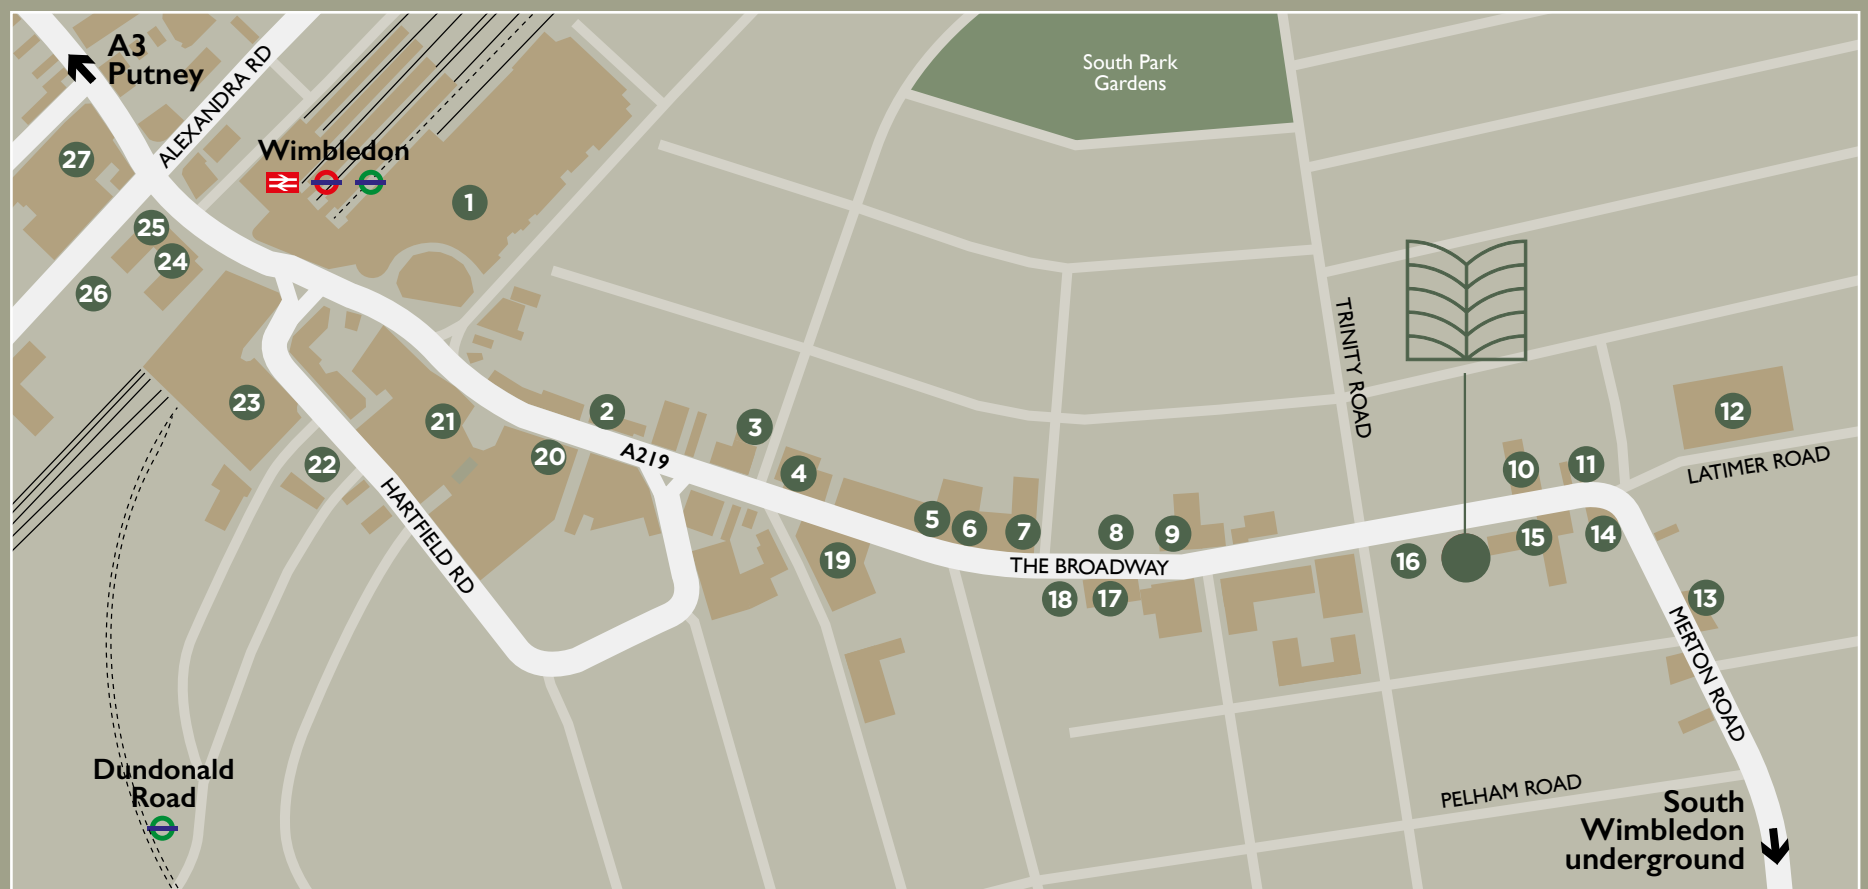 A3
Putney
ALEXANDRA RD
South Park
Gardens
27
Wimbledon
1
25
24
26
TRINITY ROAD
23
21
2
3
12
20
A219
22
4
10
11
LATIMER ROAD
HARTFIELD RD
5
6
7
8
9
15
14
19
THE BROADWAY
16
18
17
13
MERTON ROAD
Dundonald
Road
PELHAM ROAD
South
Wimbledon
underground